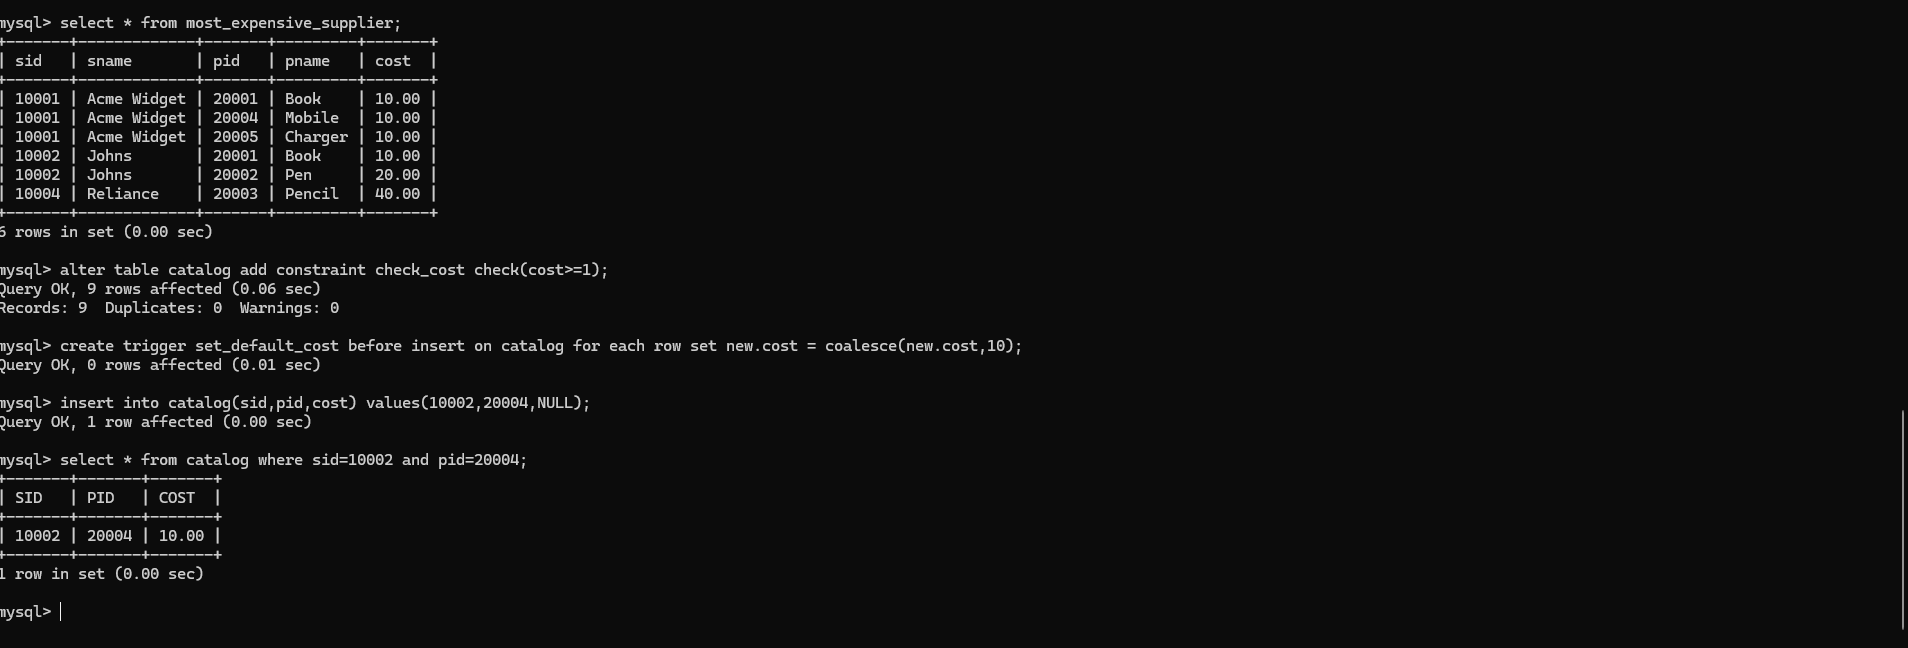 mysql> select * from most_expensive_supplier;
+-------+-------------+-------+---------+-------+
| sid   | sname       | pid   | pname   | cost  |
+-------+-------------+-------+---------+-------+
| 10001 | Acme Widget | 20001 | Book    | 10.00 |
| 10001 | Acme Widget | 20004 | Mobile  | 10.00 |
| 10001 | Acme Widget | 20005 | Charger | 10.00 |
| 10002 | Johns       | 20001 | Book    | 10.00 |
| 10002 | Johns       | 20002 | Pen     | 20.00 |
| 10004 | Reliance    | 20003 | Pencil  | 40.00 |
+-------+-------------+-------+---------+-------+
6 rows in set (0.00 sec)

mysql> alter table catalog add constraint check_cost check(cost>=1);
Query OK, 9 rows affected (0.06 sec)
Records: 9  Duplicates: 0  Warnings: 0

mysql> create trigger set_default_cost before insert on catalog for each row set new.cost = coalesce(new.cost,10);
Query OK, 0 rows affected (0.01 sec)

mysql> insert into catalog(sid,pid,cost) values(10002,20004,NULL);
Query OK, 1 row affected (0.00 sec)

mysql> select * from catalog where sid=10002 and pid=20004;
+-------+-------+-------+
| SID   | PID   | COST  |
+-------+-------+-------+
| 10002 | 20004 | 10.00 |
+-------+-------+-------+
1 row in set (0.00 sec)

mysql>